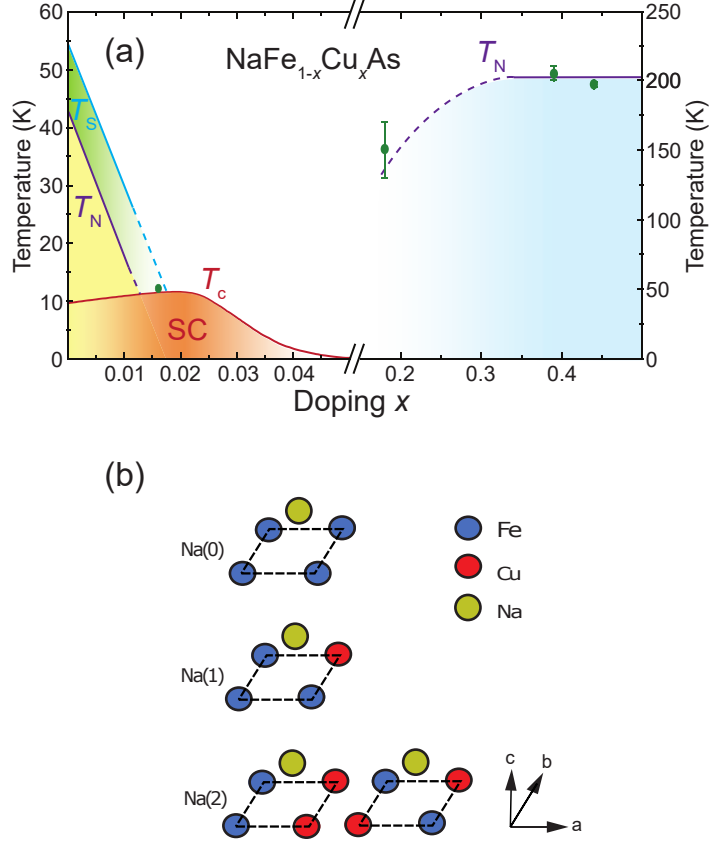 (a)
NaFe1-xCuxAs
Temperature (K)
60
50
40
30
20
15
10
0
TS
TN
Tc
SC
TN
250
200
150
100
50
0
Temperature (K)
0.01 0.02 0.03 0.04 0.2 0.3 0.4
Doping x
(b)
Na(0)
Fe
Cu
Na
Na(1)
Na(2)
c
b
a